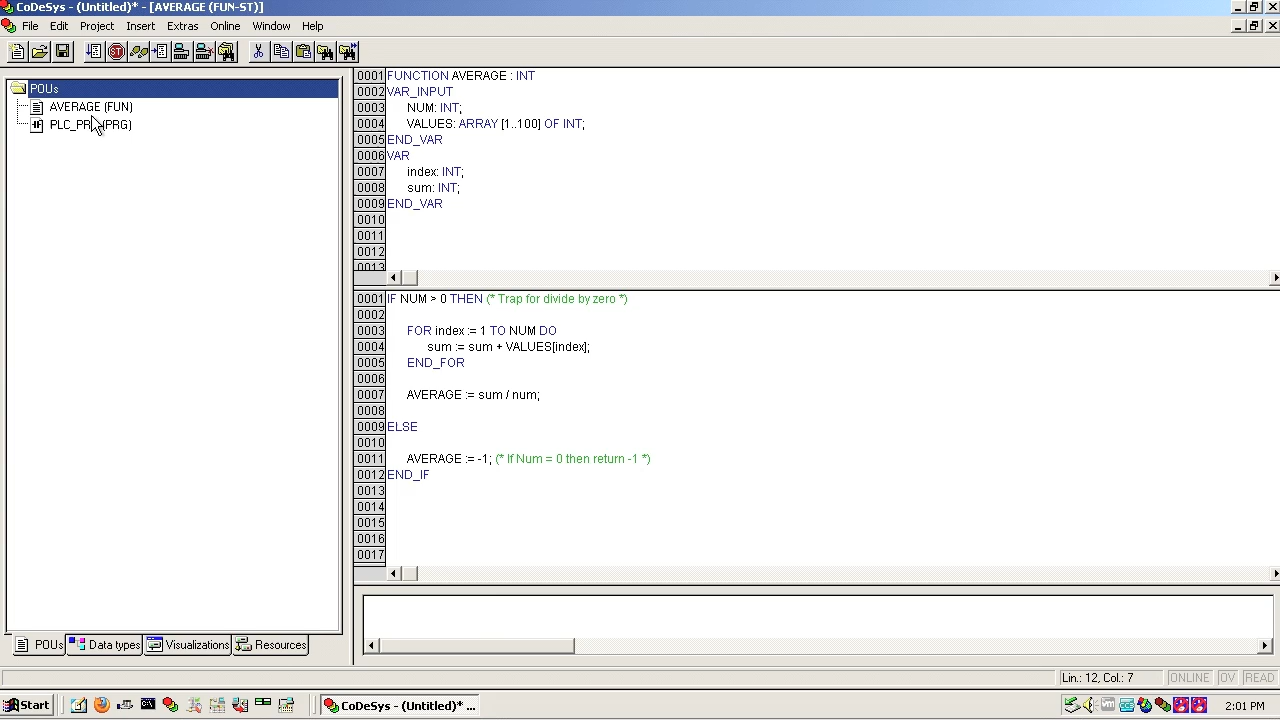 CoDeSys - (Untitled)* - [AVERAGE (FUN-ST)]
File Edit Project Insert Extras Online Window Help
POUs
AVERAGE (FUN)
(PRG)
POUs Data types Visualizations Resources
0001 FUNCTION AVERAGE : INT
0002 VAR_INPUT
0003 NUM: INT;
0004 VALUES: ARRAY [1..100] OF INT;
0005 END_VAR
0006 VAR
0007 index: INT;
0008 sum: INT;
0009 END_VAR
0010
0011
0012
0013
0001 IF NUM > 0 THEN (* Trap for divide by zero *)
0002
0003 FOR index := 1 TO NUM DO
0004 sum := sum + VALUES[index];
0005 END_FOR
0006
0007 AVERAGE := sum / num;
0008
0009 ELSE
0010
0011 AVERAGE := -1; (* If Num = 0 then return -1 *)
0012 END_IF
0013
0014
0015
0016
0017
Lin.: 12, Col.: 7 ONLINE OV READ
Start CoDeSys - (Untitled)* ... 2:01 PM